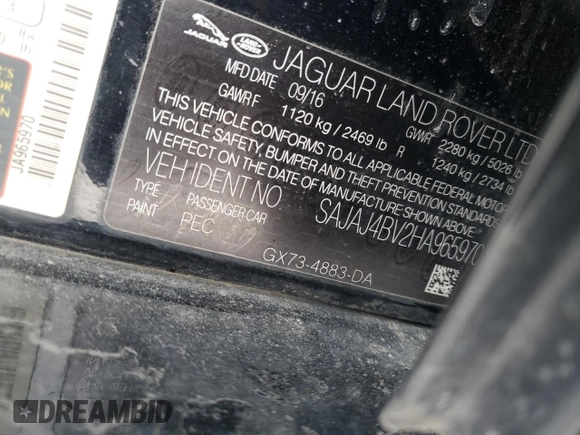 JAGUAR
LAND ROVER
JAGUAR LAND ROVER LTD
MFD DATE 09/16
GAWR F 1120 kg / 2469 lb
GVWR 2280 kg / 5026 lb
R 1240 kg / 2734 lb
THIS VEHICLE CONFORMS TO ALL APPLICABLE FEDERAL MOTOR
VEHICLE SAFETY, BUMPER AND THEFT PREVENTION STANDARDS
IN EFFECT ON THE DATE OF MANUFACTURE SHOWN ABOVE
VEH IDENT NO SAJAJ4BV2HA965970
TYPE PASSENGER CAR
PAINT PEC
GX73-4883-DA
JA965970
DREAMBID